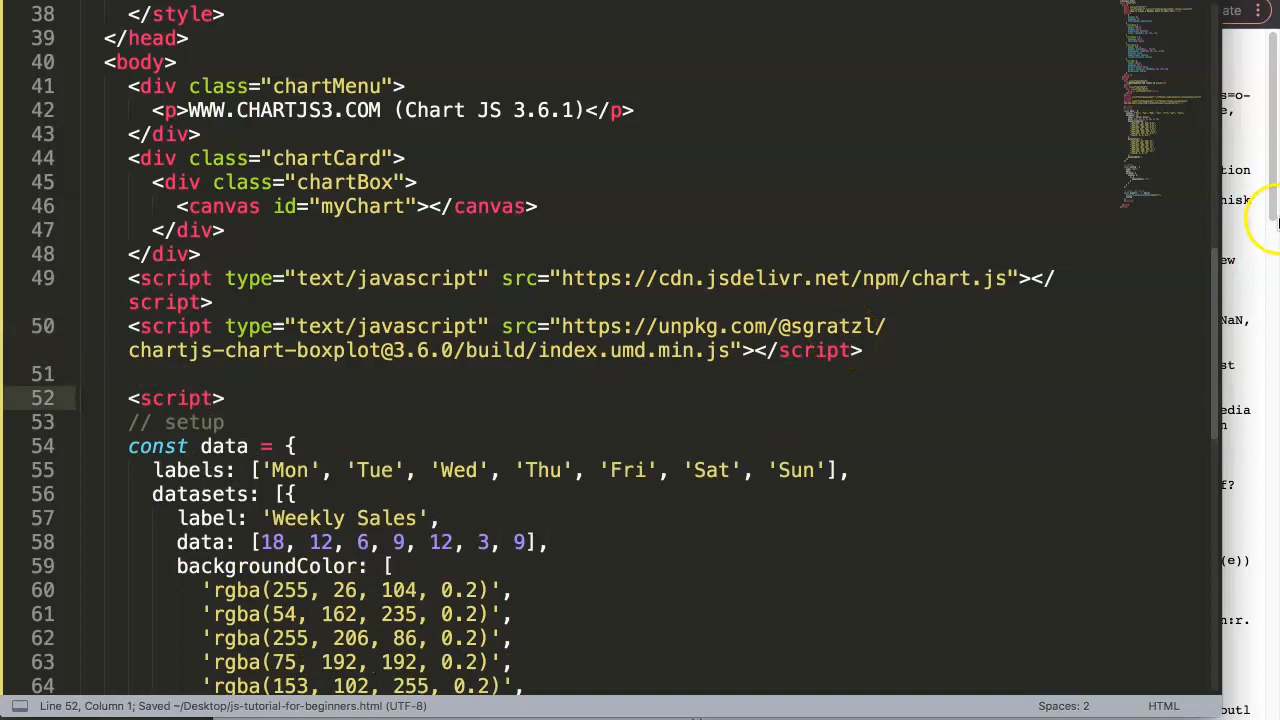 38 </style>
39 </head>
40 <body>
41 <div class="chartMenu">
42 <p>WWW.CHARTJS3.COM (Chart JS 3.6.1)</p>
43 </div>
44 <div class="chartCard">
45 <div class="chartBox">
46 <canvas id="myChart"></canvas>
47 </div>
48 </div>
49 <script type="text/javascript" src="https://cdn.jsdelivr.net/npm/chart.js"></
script>
50 <script type="text/javascript" src="https://unpkg.com/@sgratzl/
chartjs-chart-boxplot@3.6.0/build/index.umd.min.js"></script>
51
52 <script>
53 // setup
54 const data = {
55 labels: ['Mon', 'Tue', 'Wed', 'Thu', 'Fri', 'Sat', 'Sun'],
56 datasets: [{
57 label: 'Weekly Sales',
58 data: [18, 12, 6, 9, 12, 3, 9],
59 backgroundColor: [
60 'rgba(255, 26, 104, 0.2)',
61 'rgba(54, 162, 235, 0.2)',
62 'rgba(255, 206, 86, 0.2)',
63 'rgba(75, 192, 192, 0.2)',
64 'rgba(153, 102, 255, 0.2)',
Line 52, Column 1; Saved ~/Desktop/js-tutorial-for-beginners.html (UTF-8)
Spaces: 2
HTML
ate
s=o-
e,
tion
nisk
ew
NaN,
st
edia
n
f?
(e))
n:r.
outl